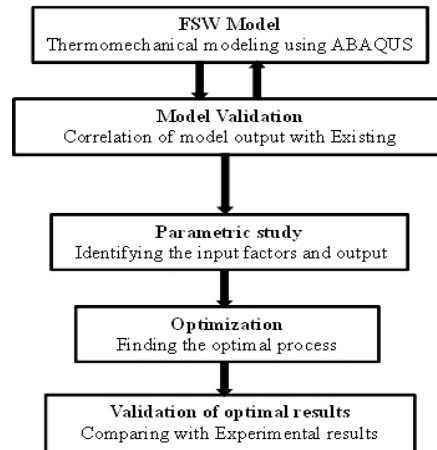 FSW Model
Thermomechanical modeling using ABAQUS
Model Validation
Correlation of model output with Existing
Parametric study
Identifying the input factors and output
Optimization
Finding the optimal process
Validation of optimal results
Comparing with Experimental results